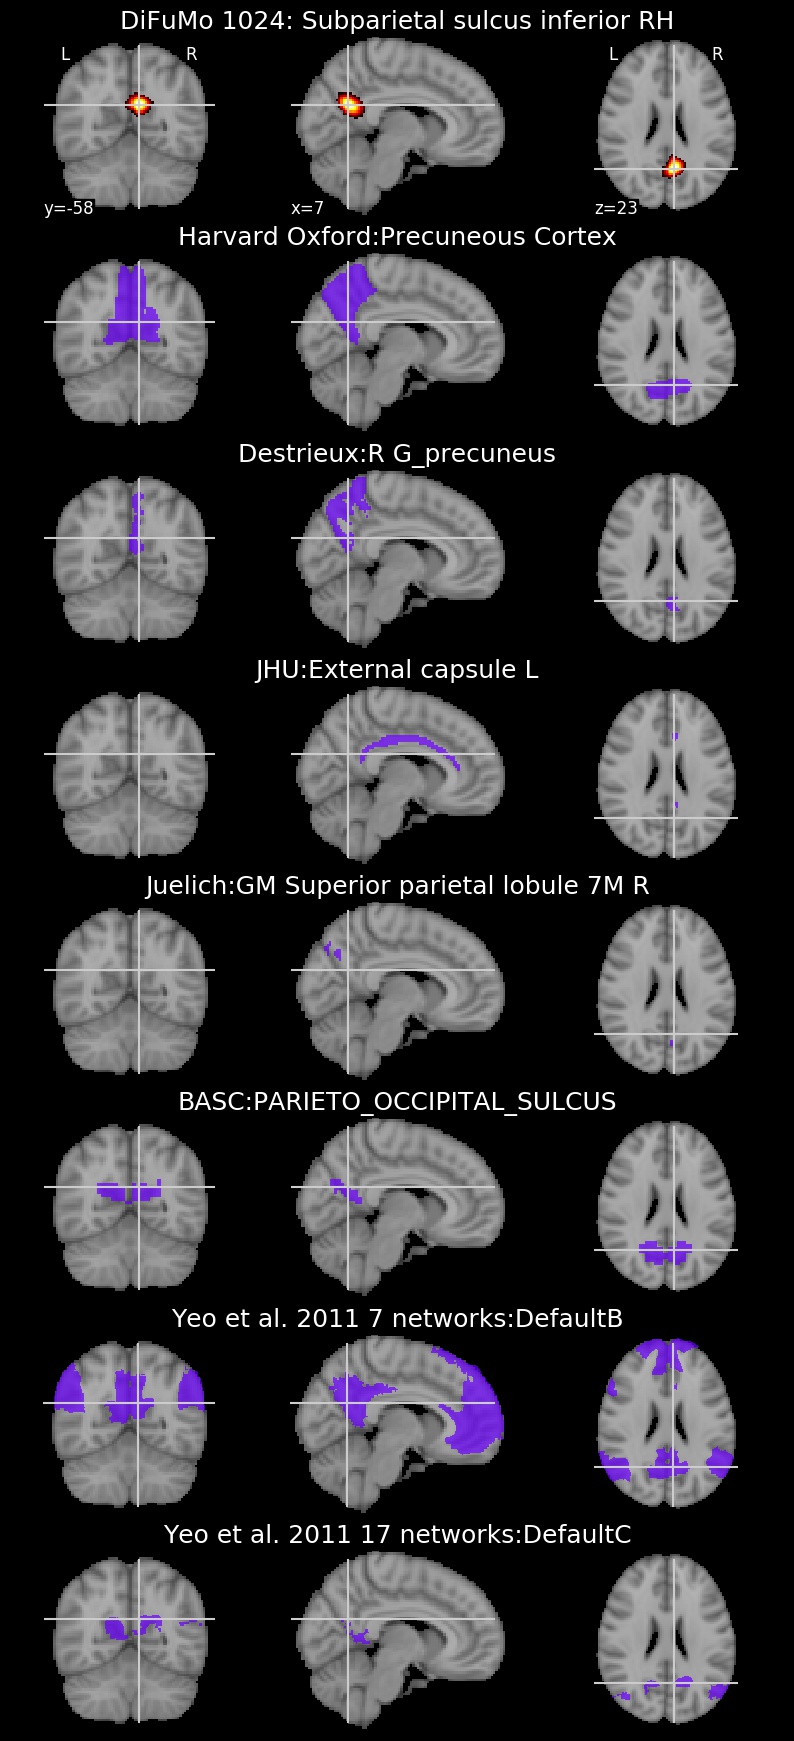 DiFuMo 1024: Subparietal sulcus inferior RH
L R L R
y=-58 x=7 z=23
Harvard Oxford:Precuneous Cortex
Destrieux:R G_precuneus
JHU:External capsule L
Juelich:GM Superior parietal lobule 7M R
BASC:PARIETO_OCCIPITAL_SULCUS
Yeo et al. 2011 7 networks:DefaultB
Yeo et al. 2011 17 networks:DefaultC